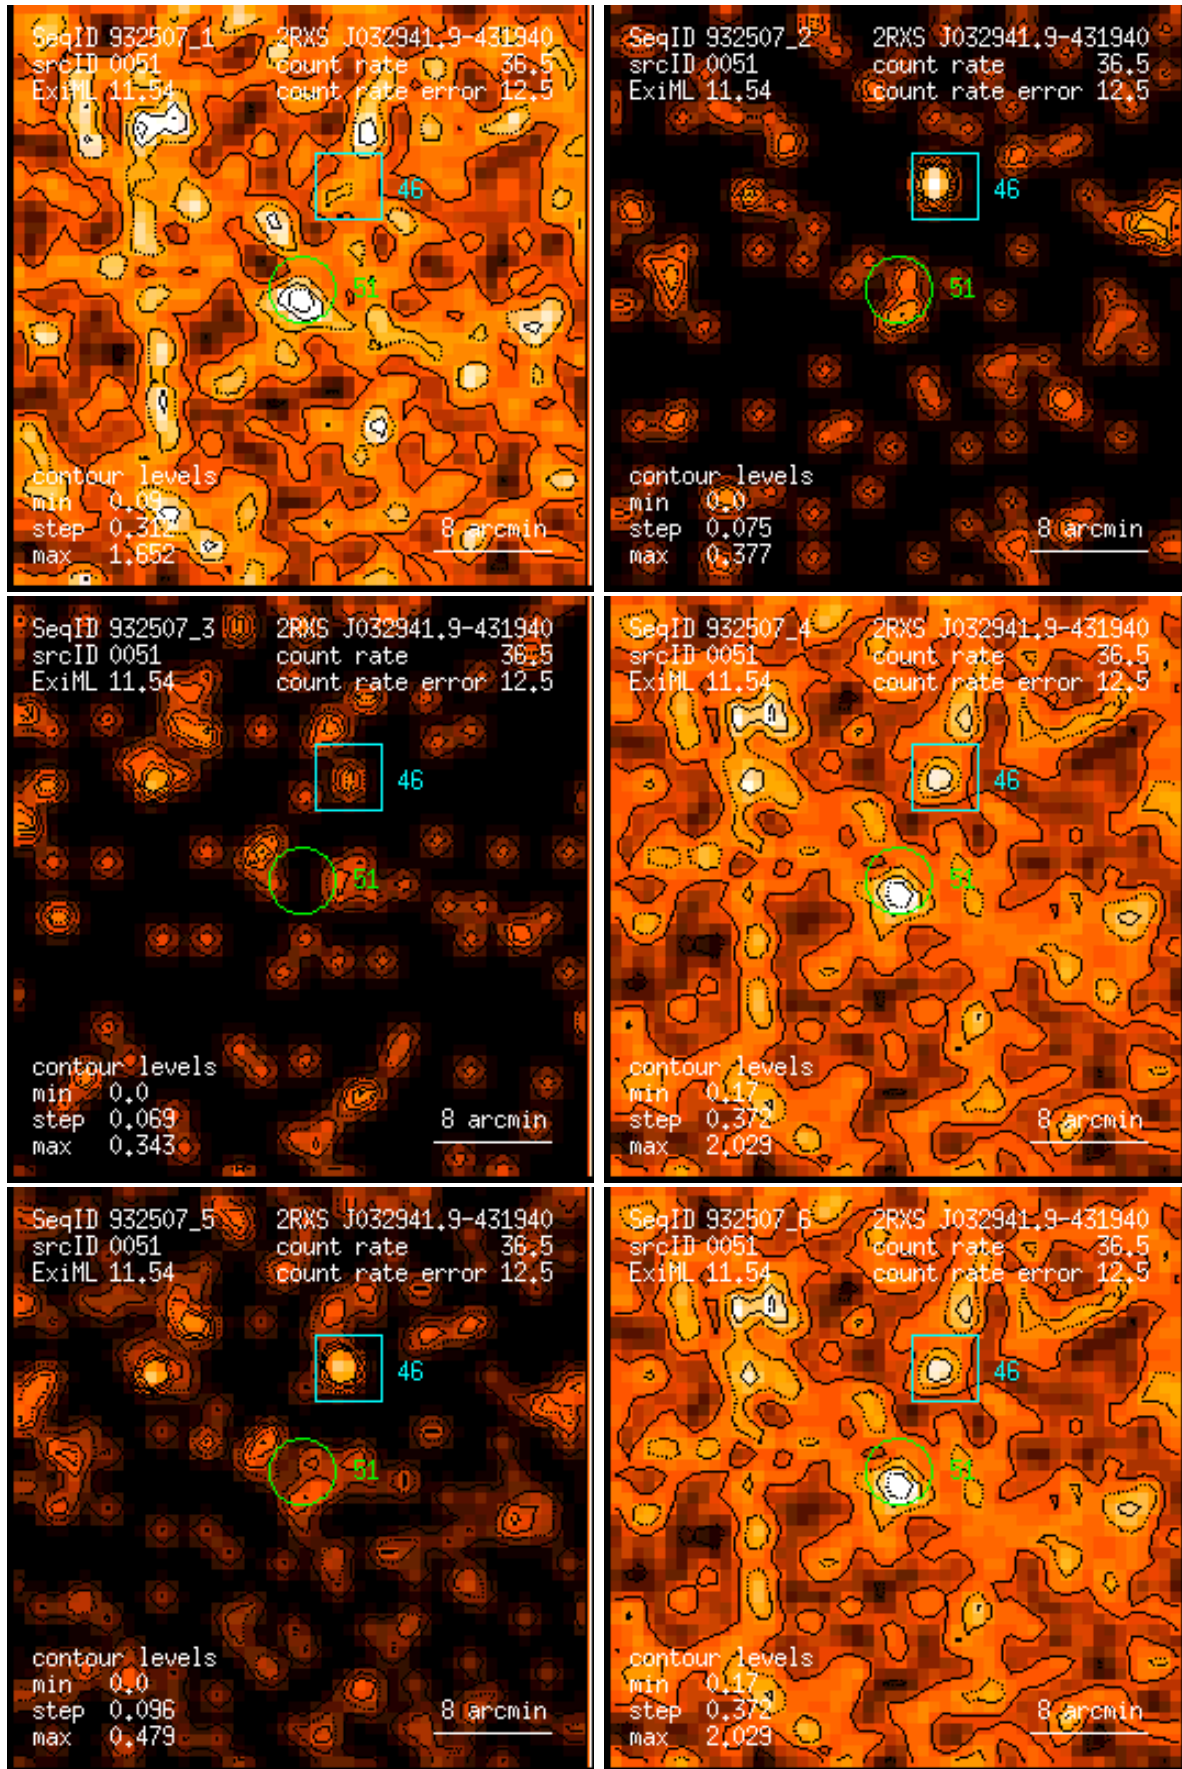 SeqID 932507_1 2RXS J032941.9-431940
srcID 0051 count rate 36.5
ExiML 11.54 count rate error 12.5
46
51
contour levels
min 0.09
step 0.312
max 1.652
8 arcmin
SeqID 932507_2 2RXS J032941.9-431940
srcID 0051 count rate 36.5
ExiML 11.54 count rate error 12.5
46
51
contour levels
min 0.0
step 0.075
max 0.377
8 arcmin
SeqID 932507_3 2RXS J032941.9-431940
srcID 0051 count rate 36.5
ExiML 11.54 count rate error 12.5
46
51
contour levels
min 0.0
step 0.069
max 0.343
8 arcmin
SeqID 932507_4 2RXS J032941.9-431940
srcID 0051 count rate 36.5
ExiML 11.54 count rate error 12.5
46
51
contour levels
min 0.17
step 0.372
max 2.029
8 arcmin
SeqID 932507_5 2RXS J032941.9-431940
srcID 0051 count rate 36.5
ExiML 11.54 count rate error 12.5
46
51
contour levels
min 0.0
step 0.096
max 0.479
8 arcmin
SeqID 932507_6 2RXS J032941.9-431940
srcID 0051 count rate 36.5
ExiML 11.54 count rate error 12.5
46
51
contour levels
min 0.17
step 0.372
max 2.029
8 arcmin